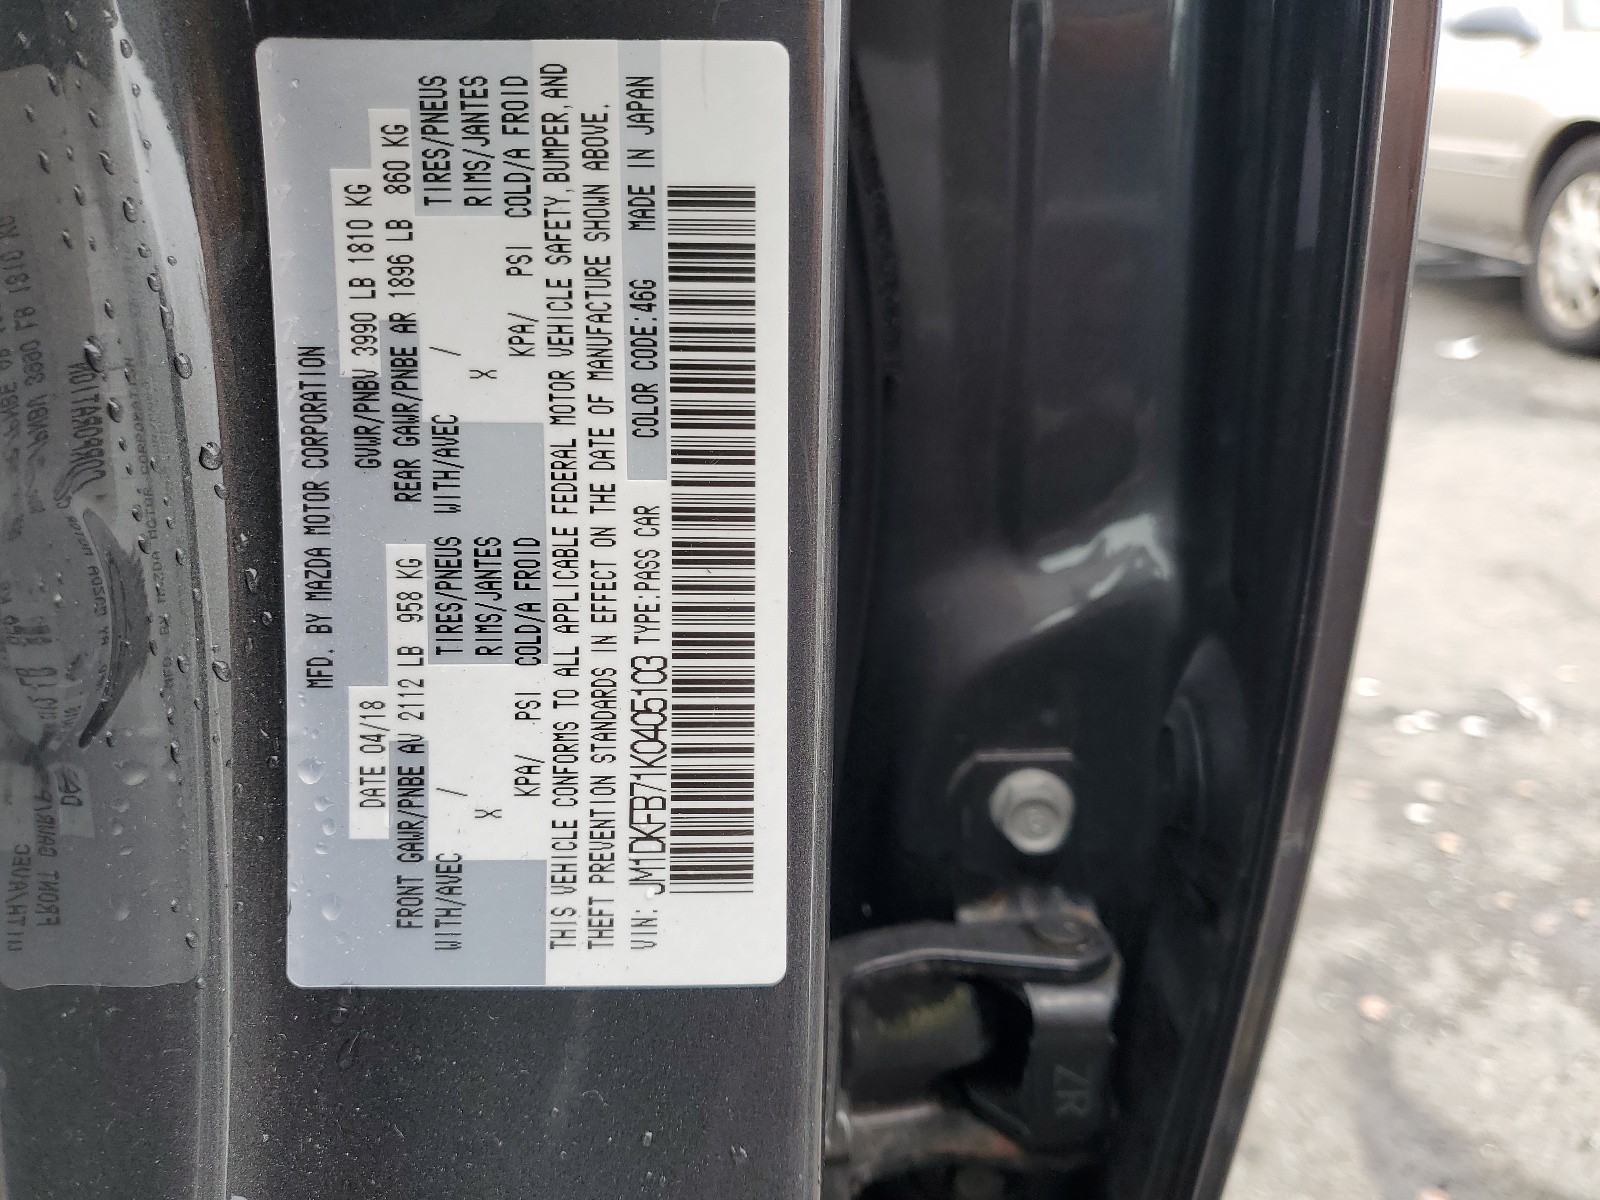 MFD. BY MAZDA MOTOR CORPORATION
DATE 04/18 GVWR/PNBV 3990 LB 1810 KG
FRONT GAWR/PNBE AV 2112 LB 958 KG REAR GAWR/PNBE AR 1896 LB 860 KG
WITH/AVEC / TIRES/PNEUS WITH/AVEC / TIRES/PNEUS
X RIMS/JANTES X RIMS/JANTES
KPA/ PSI COLD/A FROID KPA/ PSI COLD/A FROID
THIS VEHICLE CONFORMS TO ALL APPLICABLE FEDERAL MOTOR VEHICLE SAFETY, BUMPER, AND
THEFT PREVENTION STANDARDS IN EFFECT ON THE DATE OF MANUFACTURE SHOWN ABOVE.
VIN: JM1DKFB71K0405103 TYPE:PASS CAR COLOR CODE:46G MADE IN JAPAN
ZR